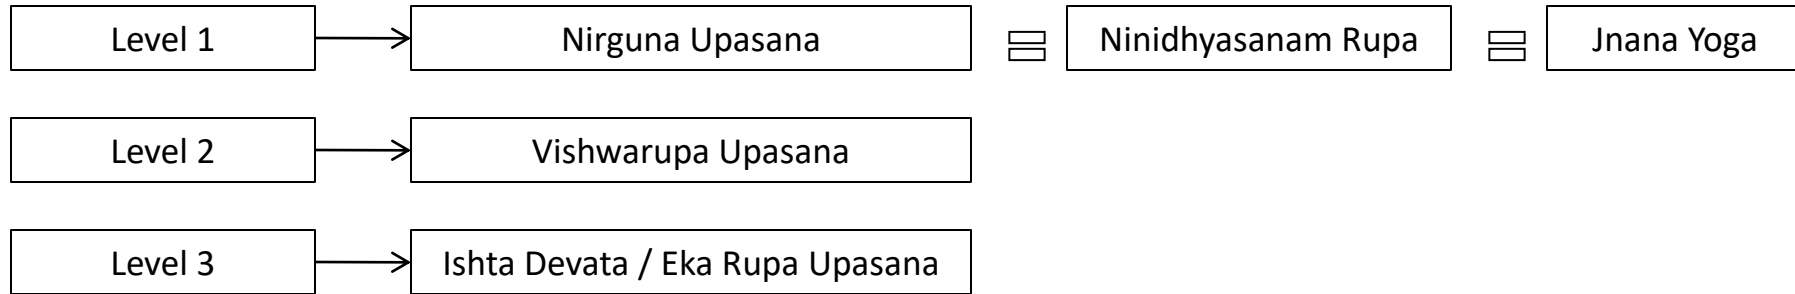 Level 1 Nirguna Upasana = Ninidhyasanam Rupa = Jnana Yoga
Level 2 Vishwarupa Upasana
Level 3 Ishta Devata / Eka Rupa Upasana